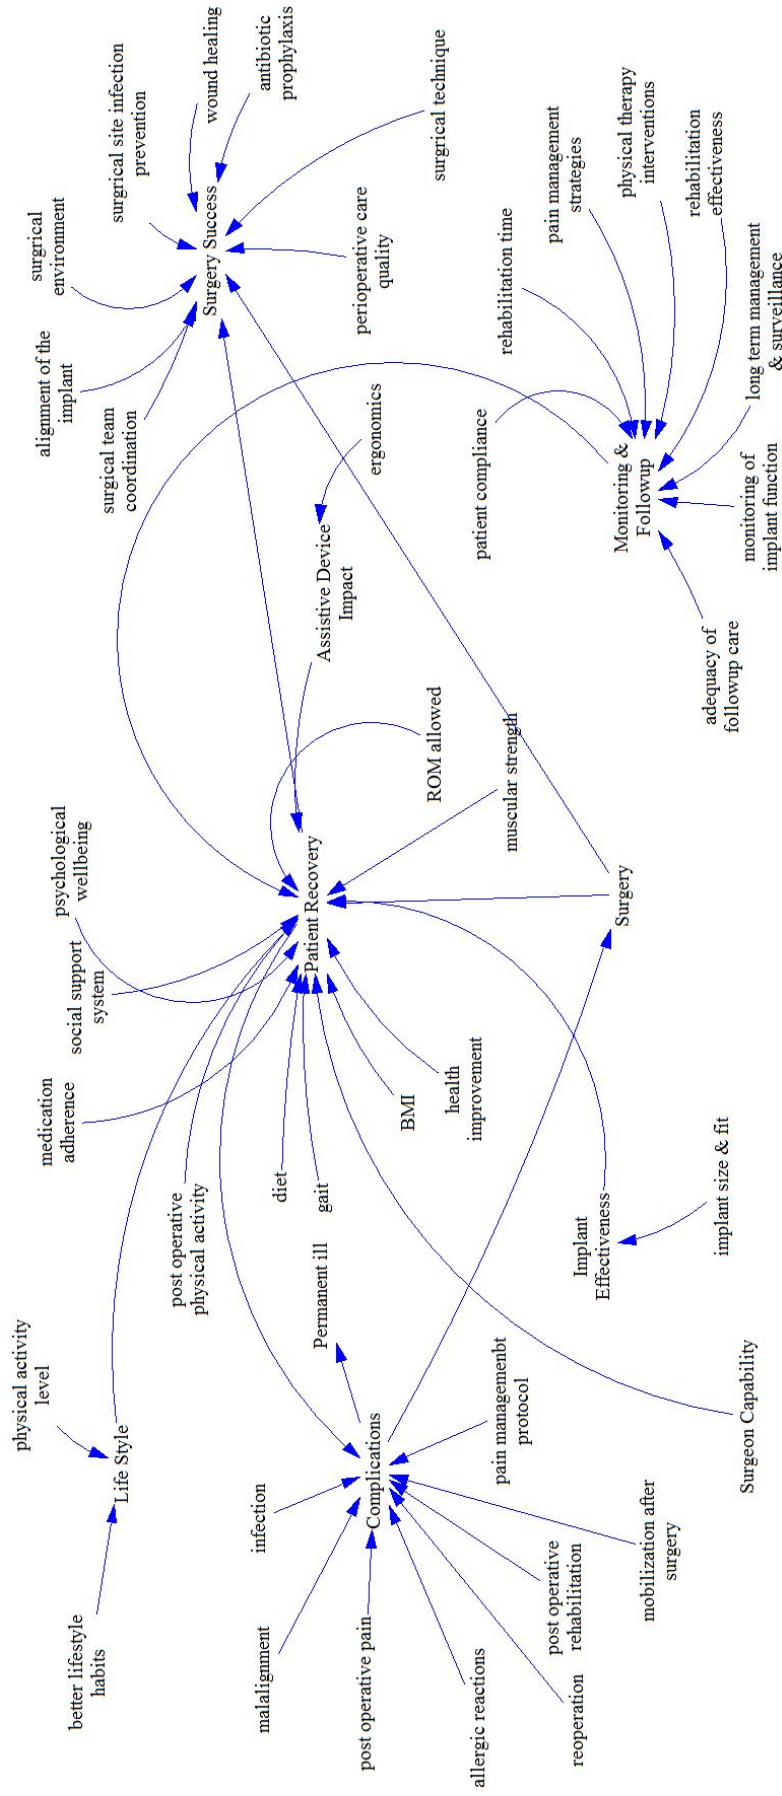 physical activity
level
better lifestyle
habits
Life Style
medication
adherence
social support
system
psychological
wellbeing
post operative
physical activity
diet
gait
BMI
health
improvement
Patient Recovery
ROM allowed
muscular strength
Assistive Device
Impact
ergonomics
alignment of the
implant
surgrical
environment
surgrical site infection
prevention
wound healing
antibiotic
prophylaxis
surgrical technique
perioperative care
quality
surgrical team
coordination
Surgery Success
infection
malalignment
post operative pain
allergic reactions
reoperation
post operative
rehabilitation
mobilization after
surgery
pain managemenbt
protocol
Complications
Permanent ill
Surgeon Capability
Implant
Effectiveness
implant size & fit
Surgery
patient compliance
rehabilitation time
pain management
strategies
physical therapy
interventions
rehabilitation
effectiveness
long term management
& surveillance
monitoring of
implant function
adequacy of
followup care
Monitoring &
Followup